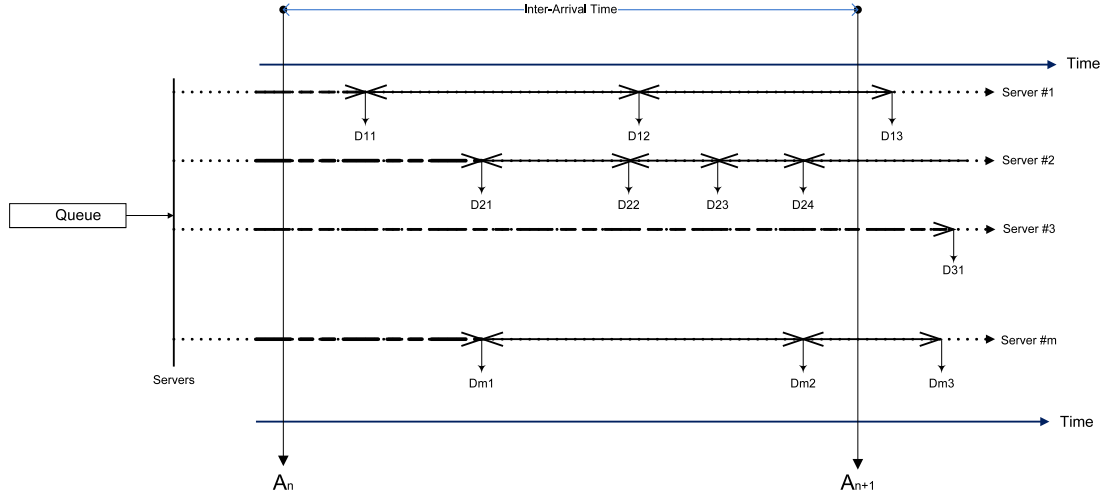 Inter-Arrival Time
Time
Server #1
D11
D12
D13
Server #2
D21
D22
D23
D24
Queue
Server #3
D31
Server #m
Servers
Dm1
Dm2
Dm3
Time
An
An+1